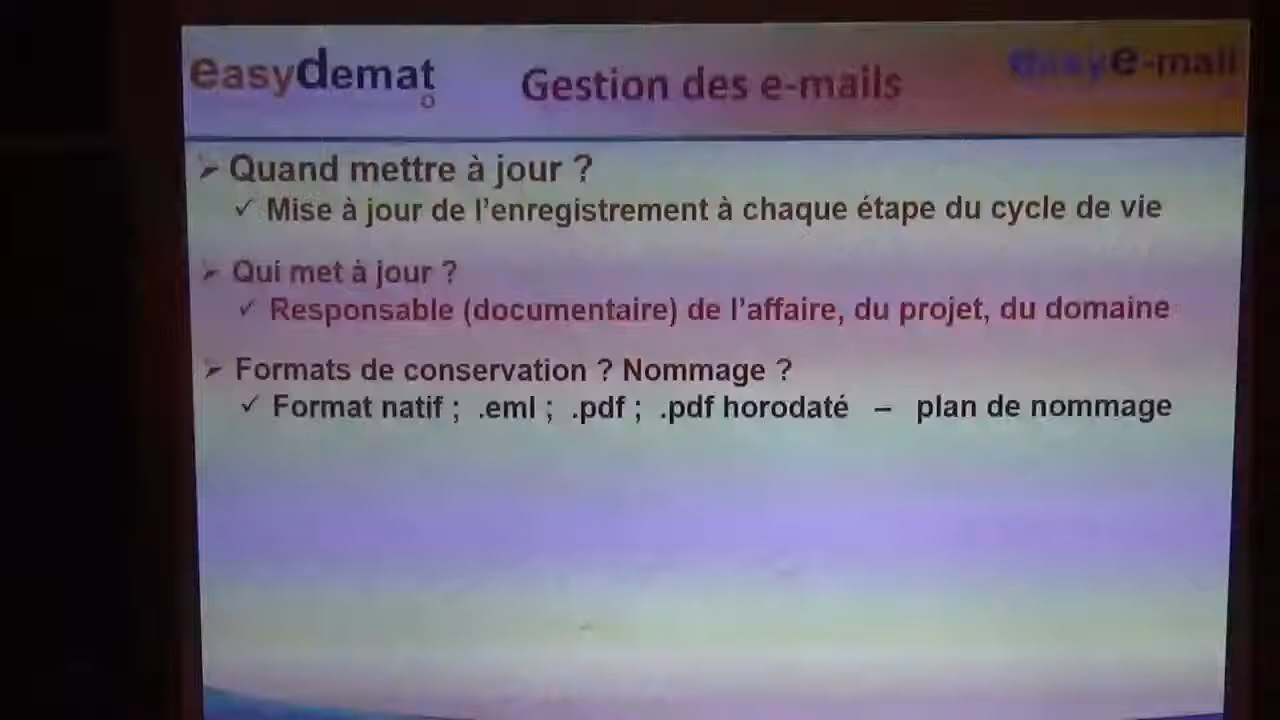 easydemat
Gestion des e-mails
easye-mail
➢ Quand mettre à jour ?
✓ Mise à jour de l'enregistrement à chaque étape du cycle de vie
➢ Qui met à jour ?
✓ Responsable (documentaire) de l'affaire, du projet, du domaine
➢ Formats de conservation ? Nommage ?
✓ Format natif ; .eml ; .pdf ; .pdf horodaté – plan de nommage